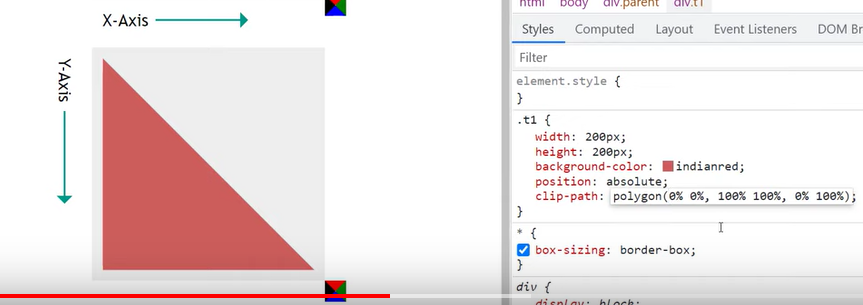 X-Axis
Y-Axis
html body div.parent div.t1
Styles Computed Layout Event Listeners DOM Br
Filter
element.style {
}
.t1 {
width: 200px;
height: 200px;
background-color: indianred;
position: absolute;
clip-path: polygon(0% 0%, 100% 100%, 0% 100%);
}
* {
box-sizing: border-box;
}
div {
display: block;